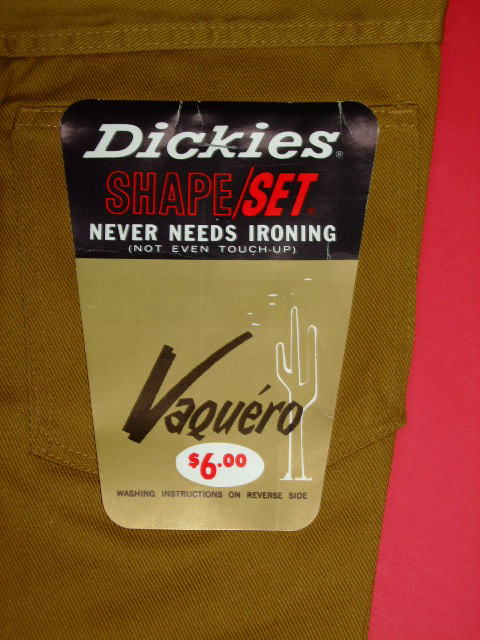 Dickies®
SHAPE/SET®
NEVER NEEDS IRONING
(NOT EVEN TOUCH-UP)
Vaquéro
$6.00
WASHING INSTRUCTIONS ON REVERSE SIDE